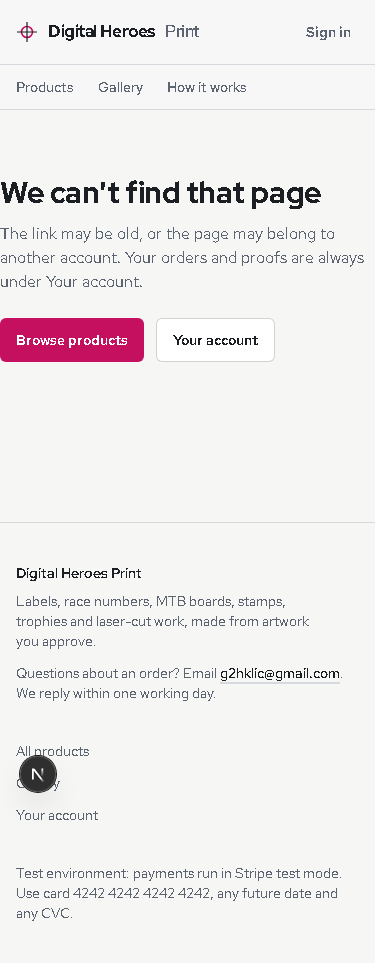 Digital Heroes Print
Sign in
Products Gallery How it works
We can't find that page
The link may be old, or the page may belong to
another account. Your orders and proofs are always
under Your account.
Browse products Your account
Digital Heroes Print
Labels, race numbers, MTB boards, stamps,
trophies and laser-cut work, made from artwork
you approve.
Questions about an order? Email g2hklic@gmail.com.
We reply within one working day.
All products
N
Your account
Test environment: payments run in Stripe test mode.
Use card 4242 4242 4242 4242, any future date and
any CVC.